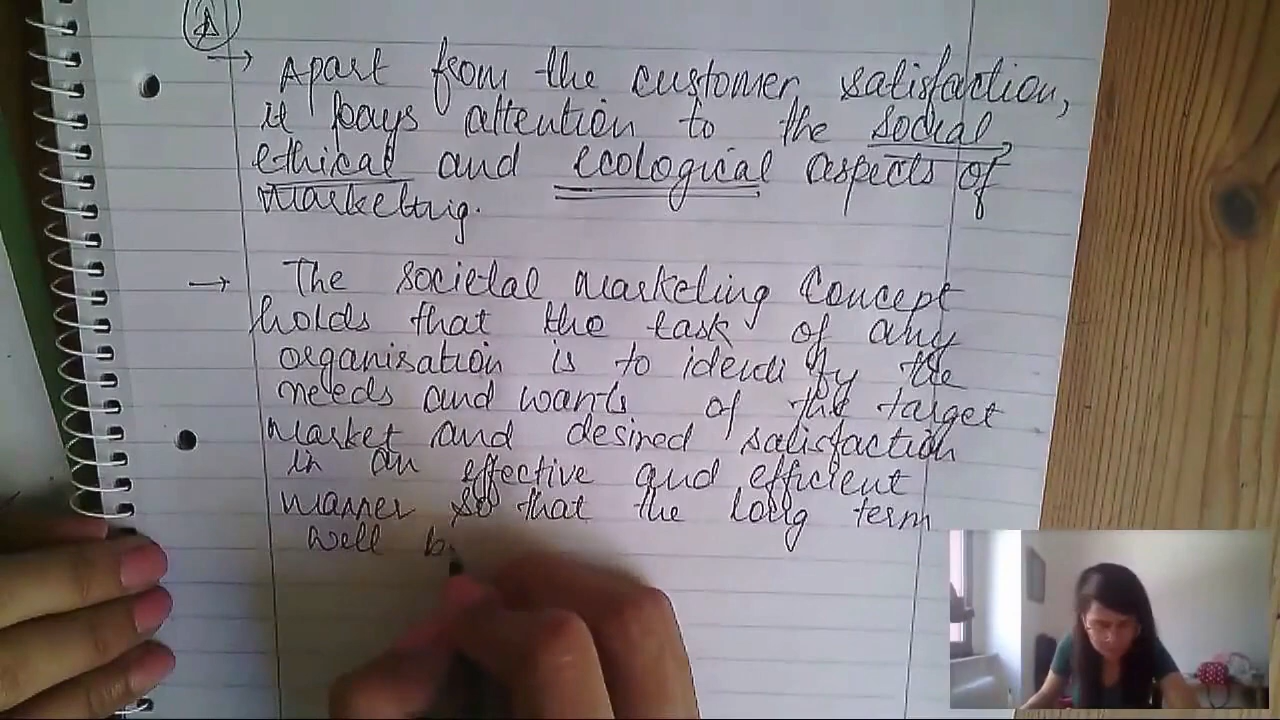 A
→ Apart from the customer satisfaction,
it pays attention to the social,
ethical and ecological aspects of
marketing.
→ The societal marketing concept
holds that the task of any
organisation is to identify the
needs and wants of the target
market and desired satisfaction
in an effective and efficient
manner so that the long term
well b